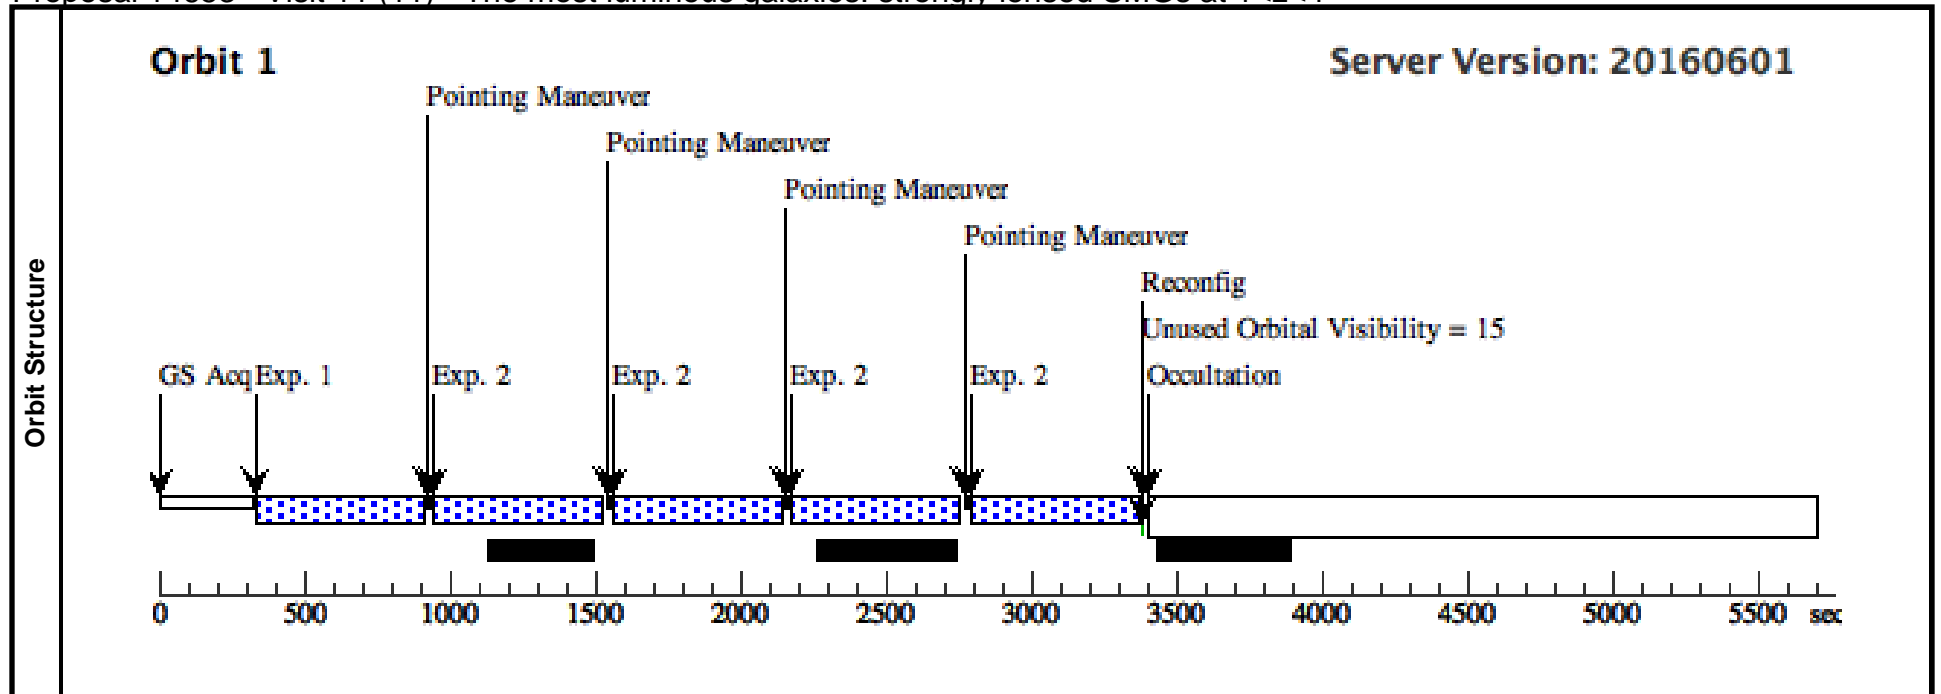 Orbit Structure
Orbit 1
Server Version: 20160601
Pointing Maneuver
Pointing Maneuver
Pointing Maneuver
Pointing Maneuver
Reconfig
Unused Orbital Visibility = 15
GS Acq Exp. 1 Exp. 2 Exp. 2 Exp. 2 Exp. 2 Occultation
0 500 1000 1500 2000 2500 3000 3500 4000 4500 5000 5500 sec